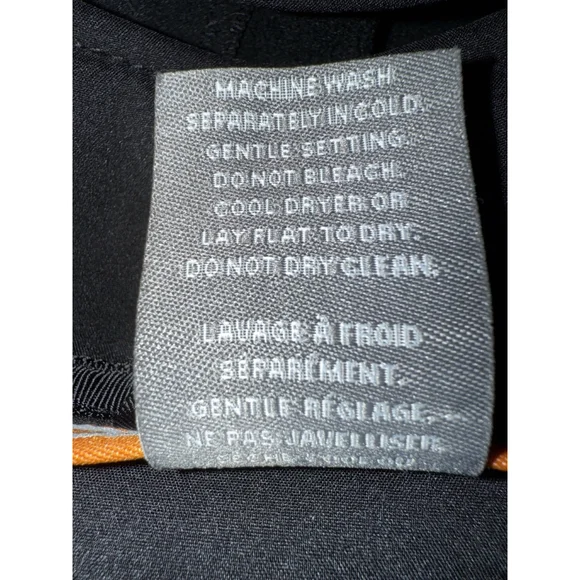 MACHINE WASH
SEPARATELY IN COLD.
GENTLE SETTING.
DO NOT BLEACH.
COOL DRYER OR
LAY FLAT TO DRY.
DO NOT DRY CLEAN.
LAVAGE À FROID
SEPARÉMENT.
GENTLE RÉGLAGE.
NE PAS JAVELLISER.